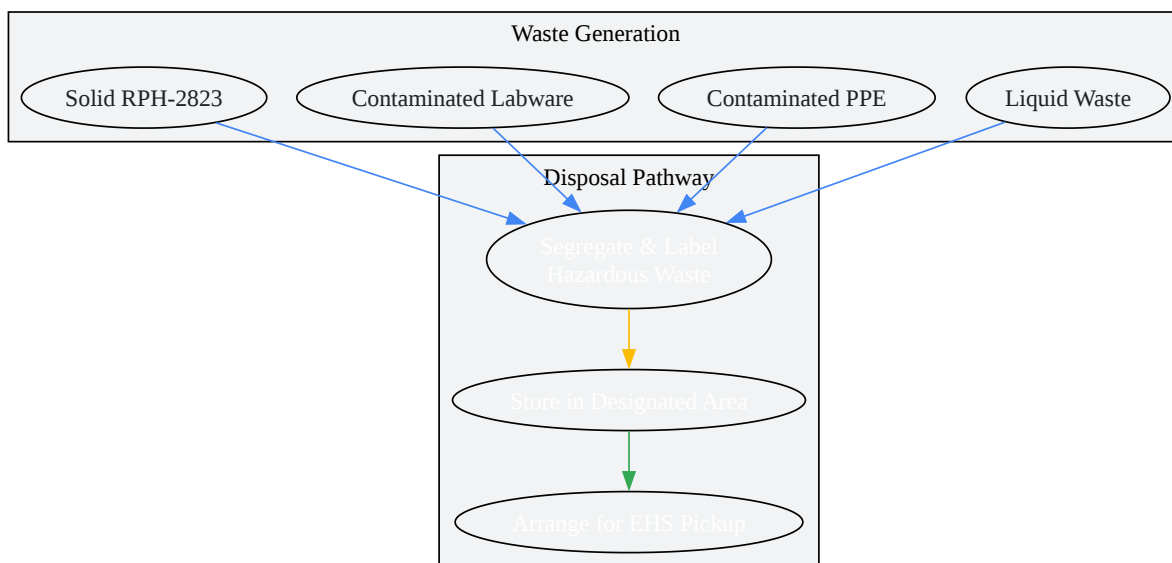 Waste Generation
Solid RPH-2823
Contaminated Labware
Contaminated PPE
Liquid Waste
Disposal Pathway
Segregate & Label
Hazardous Waste
Store in Designated Area
Arrange for EHS Pickup